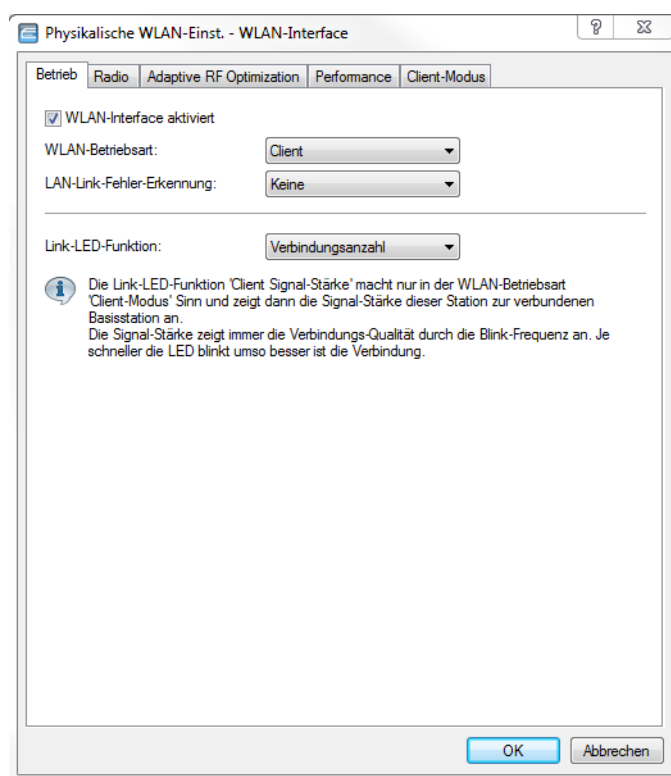 Physikalische WLAN-Einst. - WLAN-Interface
Betrieb Radio Adaptive RF Optimization Performance Client-Modus
WLAN-Interface aktiviert
WLAN-Betriebsart: Client
LAN-Link-Fehler-Erkennung: Keine
Link-LED-Funktion: Verbindungsanzahl
Die Link-LED-Funktion 'Client Signal-Stärke' macht nur in der WLAN-Betriebsart
'Client-Modus' Sinn und zeigt dann die Signal-Stärke dieser Station zur verbundenen
Basisstation an.
Die Signal-Stärke zeigt immer die Verbindungs-Qualität durch die Blink-Frequenz an. Je
schneller die LED blinkt umso besser ist die Verbindung.
OK Abbrechen